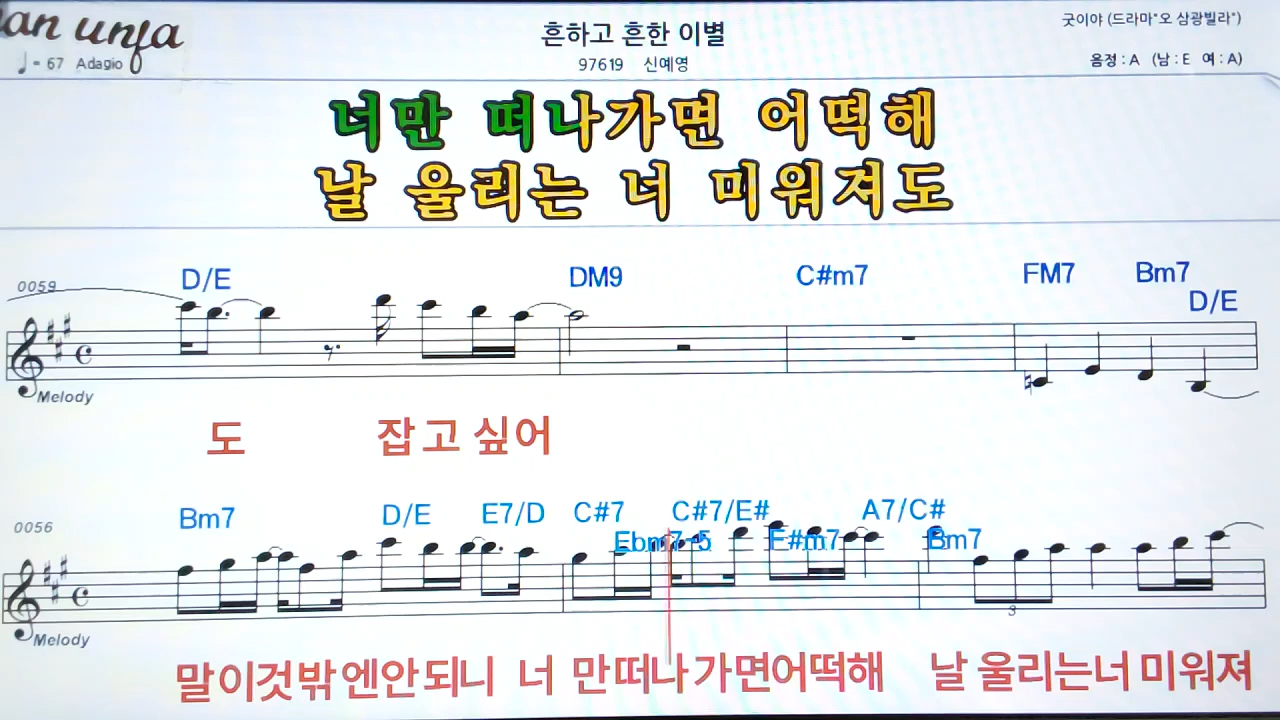 an unfa
흔하고 흔한 이별
굿이야 (드라마"오 삼광빌라")
♩= 67 Adagio
97619 신예영
음정 : A (남 : E 여 : A)
너만 떠나가면 어떡해
날 울리는 너 미워져도
0059 D/E DM9 C#m7 FM7 Bm7
D/E
Melody
도 잡고 싶어
0056 Bm7 D/E E7/D C#7 C#7/E# A7/C#
Ebm7-5 F#m7 Bm7
3
Melody
말이것밖엔안되니 너 만떠나가면어떡해 날 울리는너 미워져